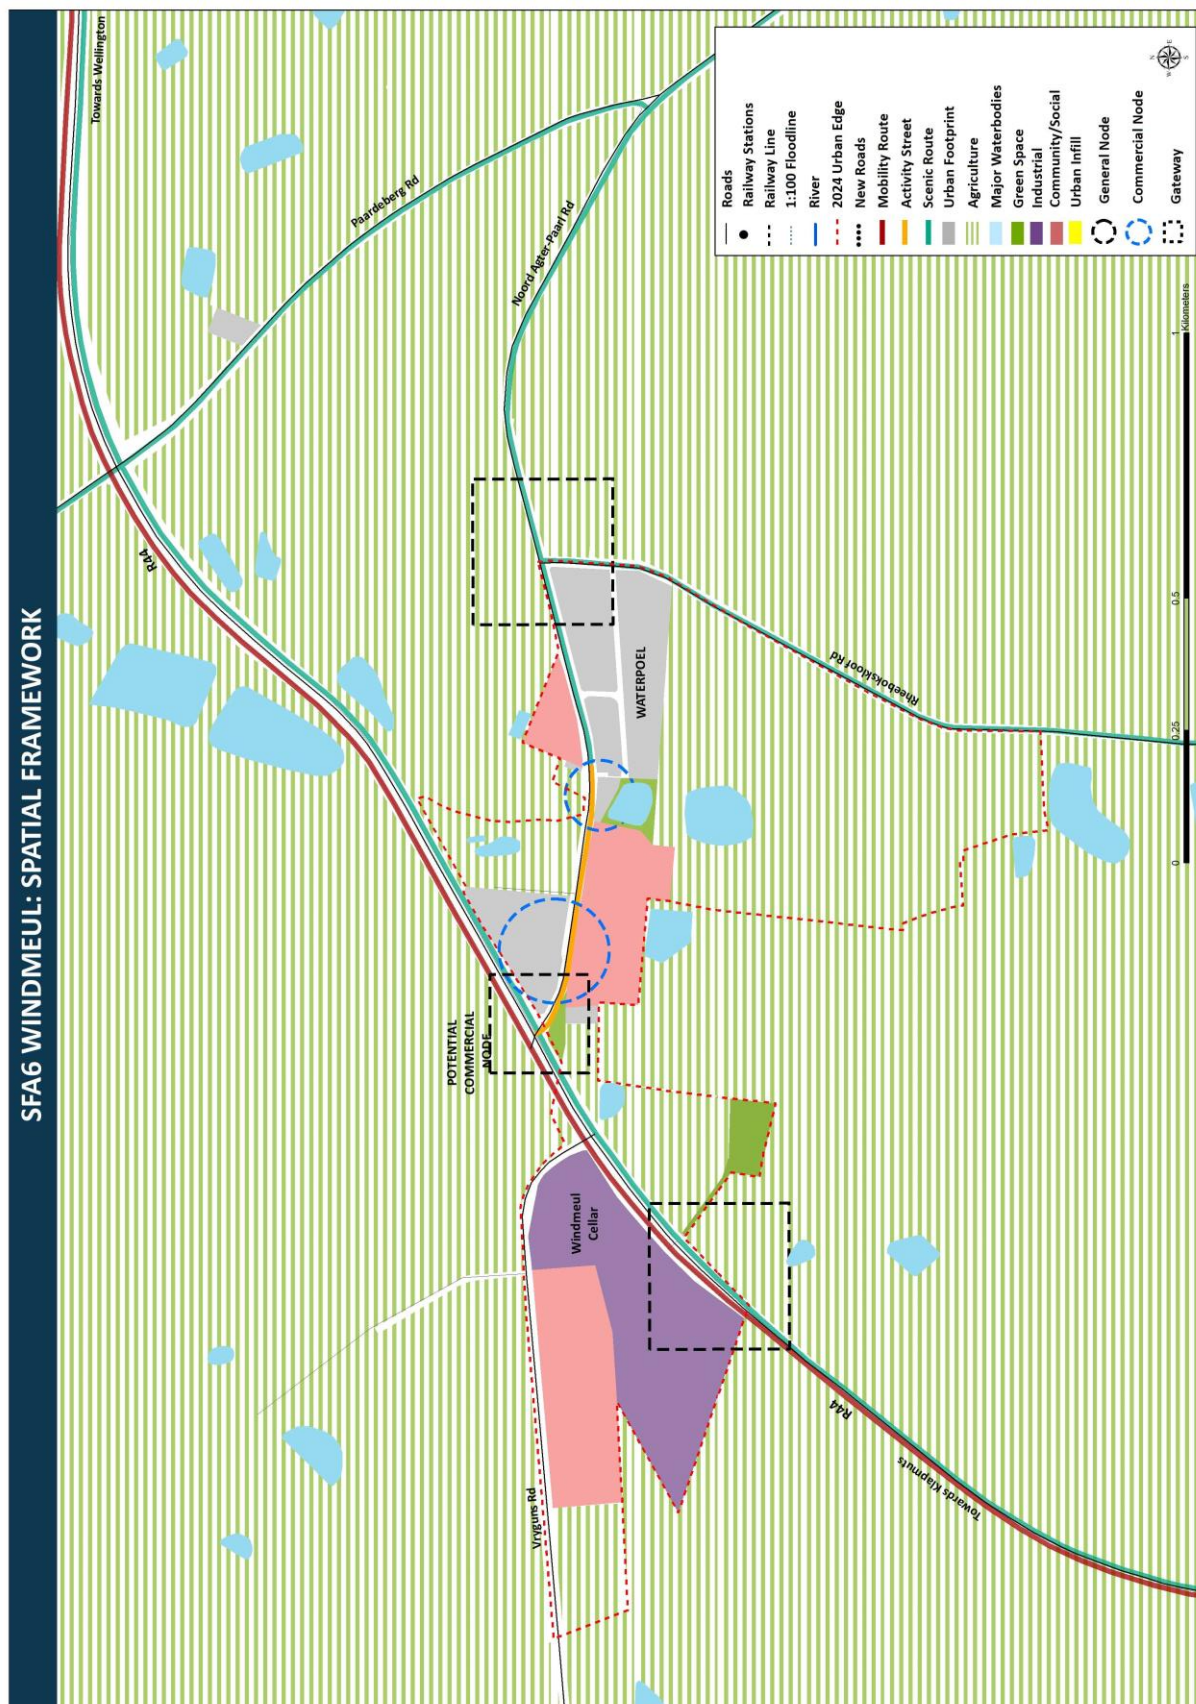 SFA6 WINDMEUL: SPATIAL FRAMEWORK
Towards Wellington
Paardeberg Rd
Noord Agter-Paarl Rd
R44
POTENTIAL
COMMERCIAL
NODE
WATERPOEL
Rheebokskloof Rd
Windmeul
Cellar
Vryguns Rd
R44
Towards Klapmuts
Roads
Railway Stations
Railway Line
1:100 Floodline
River
2024 Urban Edge
New Roads
Mobility Route
Activity Street
Scenic Route
Urban Footprint
Agriculture
Major Waterbodies
Green Space
Industrial
Community/Social
Urban Infill
General Node
Commercial Node
Gateway
N
E
S
W
0 0.25 0.5 1
Kilometers